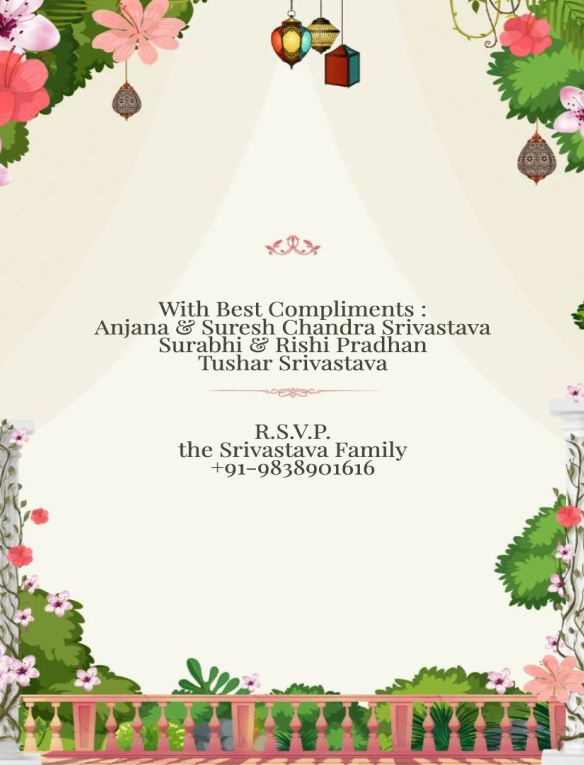 With Best Compliments :
Anjana & Suresh Chandra Srivastava
Surabhi & Rishi Pradhan
Tushar Srivastava
R.S.V.P.
the Srivastava Family
+91-9838901616